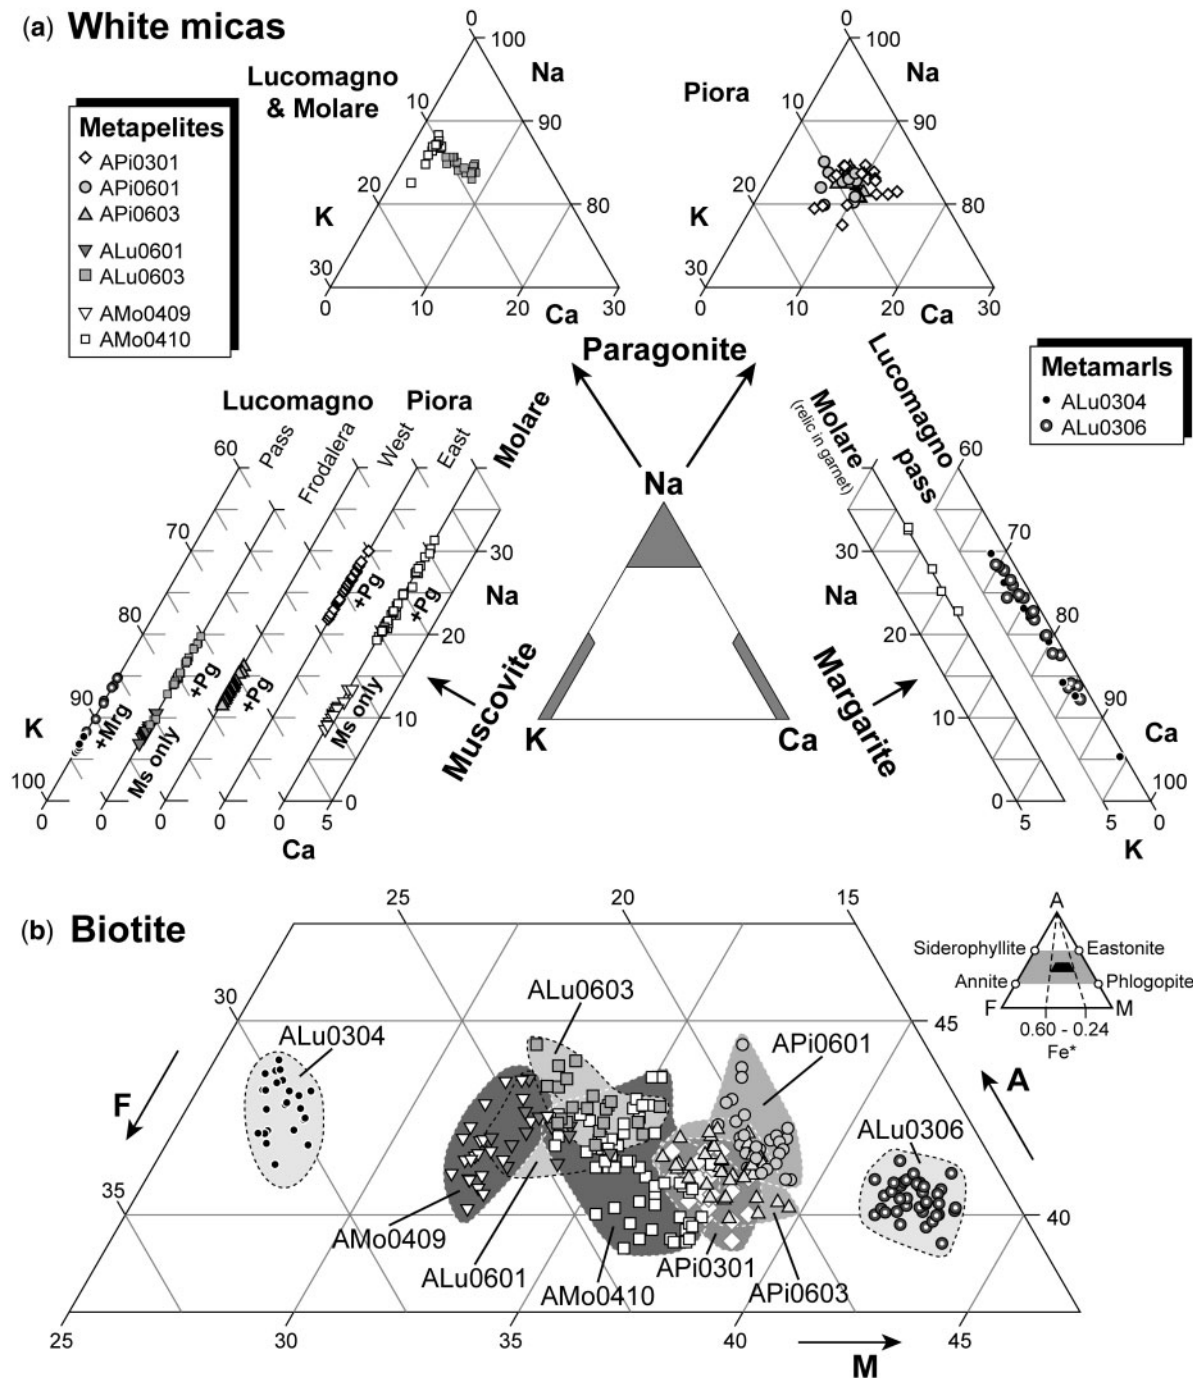 (a) White micas
Metapelites
APi0301
APi0601
APi0603
ALu0601
ALu0603
AMo0409
AMo0410
Lucomagno
& Molare
0
100
Na
10
90
20
80
K
30
0
10
20
30
Ca
Piora
0
100
Na
10
90
20
80
K
30
0
10
20
30
Ca
Paragonite
Metamarls
ALu0304
ALu0306
Lucomagno
Piora
Molare
Pass
Frodalera
West
East
60
70
80
90
100
K
+Mrg
Ms only
+Pg
+Pg
+Pg
+Pg
Ms only
30
Na
20
10
0
0
0
0
0
0
5
Ca
Muscovite
Na
K
Ca
Margarite
Molare
(relic in garnet)
Lucomagno
pass
30
Na
20
10
0
5
60
70
80
90
Ca
100
5
0
K
(b) Biotite
25
20
15
30
45
35
40
25
30
35
40
45
F
A
M
ALu0304
ALu0603
APi0601
ALu0306
AMo0409
ALu0601
AMo0410
APi0301
APi0603
A
Siderophyllite
Eastonite
Annite
Phlogopite
F
M
0.60 - 0.24
Fe*